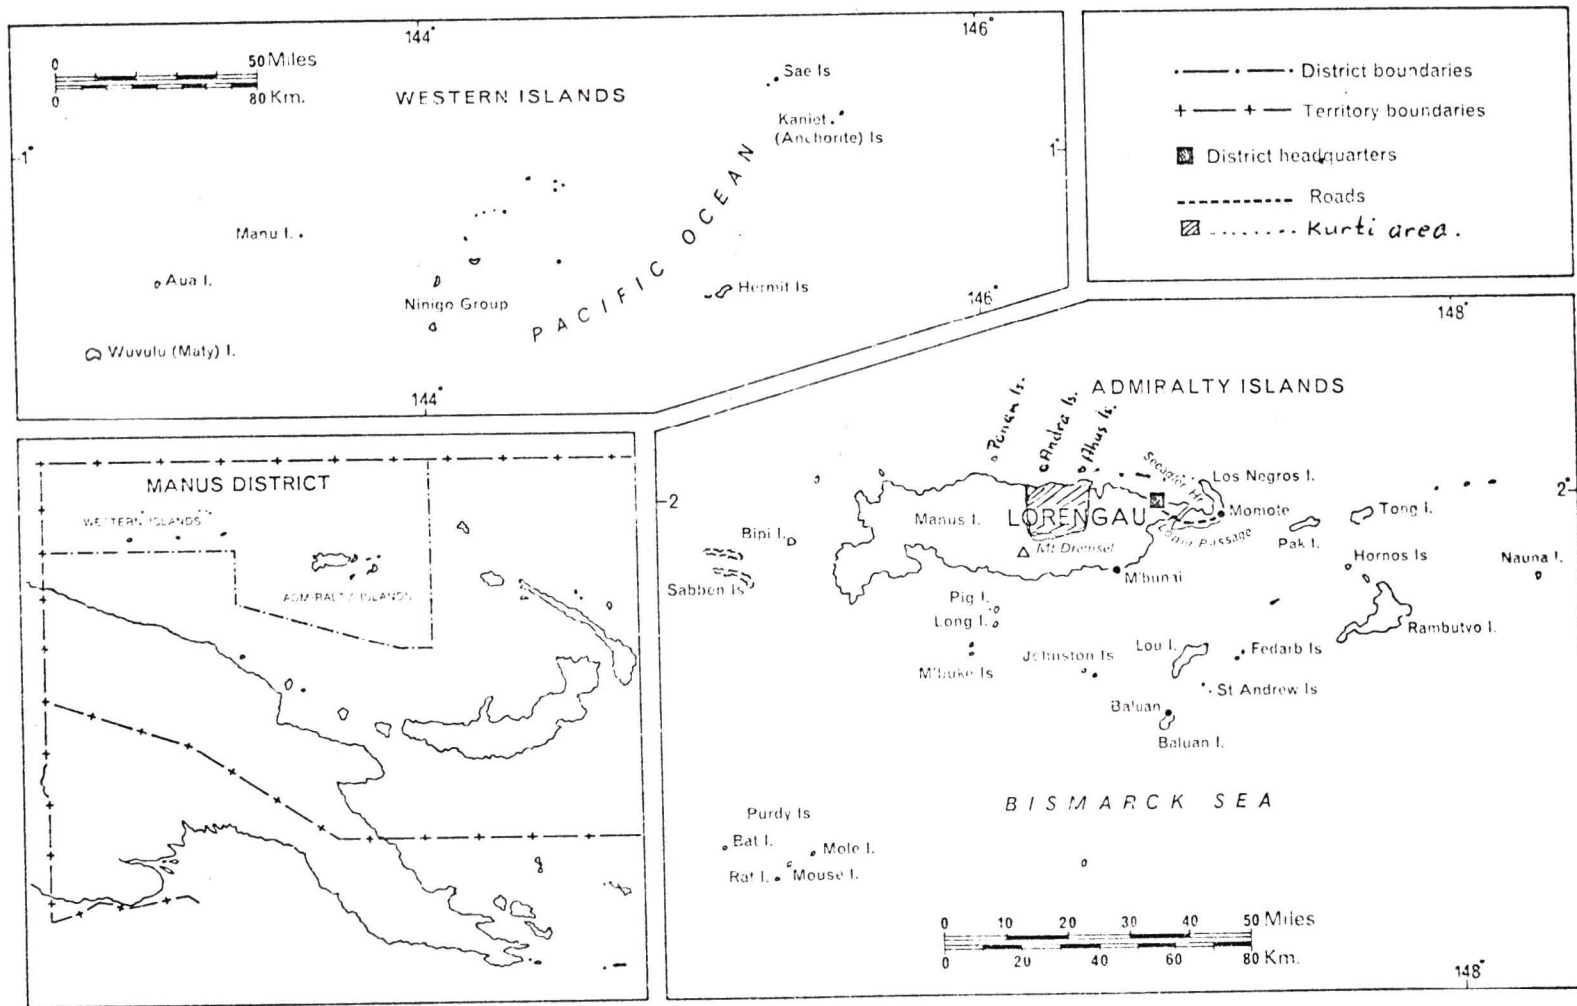 144°
146°
0 50 Miles
0 80 Km.
WESTERN ISLANDS
Sae Is
Kaniet
(Anchorite) Is
1°
1°
PACIFIC OCEAN
Manu I.
Aua I.
Ninigo Group
Hermit Is
Wuvulu (Maty) I.
144°
146°
District boundaries
Territory boundaries
District headquarters
Roads
Kurti area.
148°
ADMIRALTY ISLANDS
Ponam Is.
Andra Is.
Ahus Is.
Seeadler Hr
Los Negros I.
2°
2°
Manus I.
LORENGAU
Momote
Loniu Passage
Pak I.
Tong I.
Bipi I.
Mt Dremsel
Hornos Is
Nauna I.
Sabben Is
M'bunai
Pig I.
Long I.
Rambutyo I.
M'buke Is
Johnston Is
Lou I.
Fedarb Is
St Andrew Is
Baluan
Baluan I.
BISMARCK SEA
Purdy Is
Bat I.
Mole I.
Rat I.
Mouse I.
0 10 20 30 40 50 Miles
0 20 40 60 80 Km.
148°
MANUS DISTRICT
WESTERN ISLANDS
ADMIRALTY ISLANDS